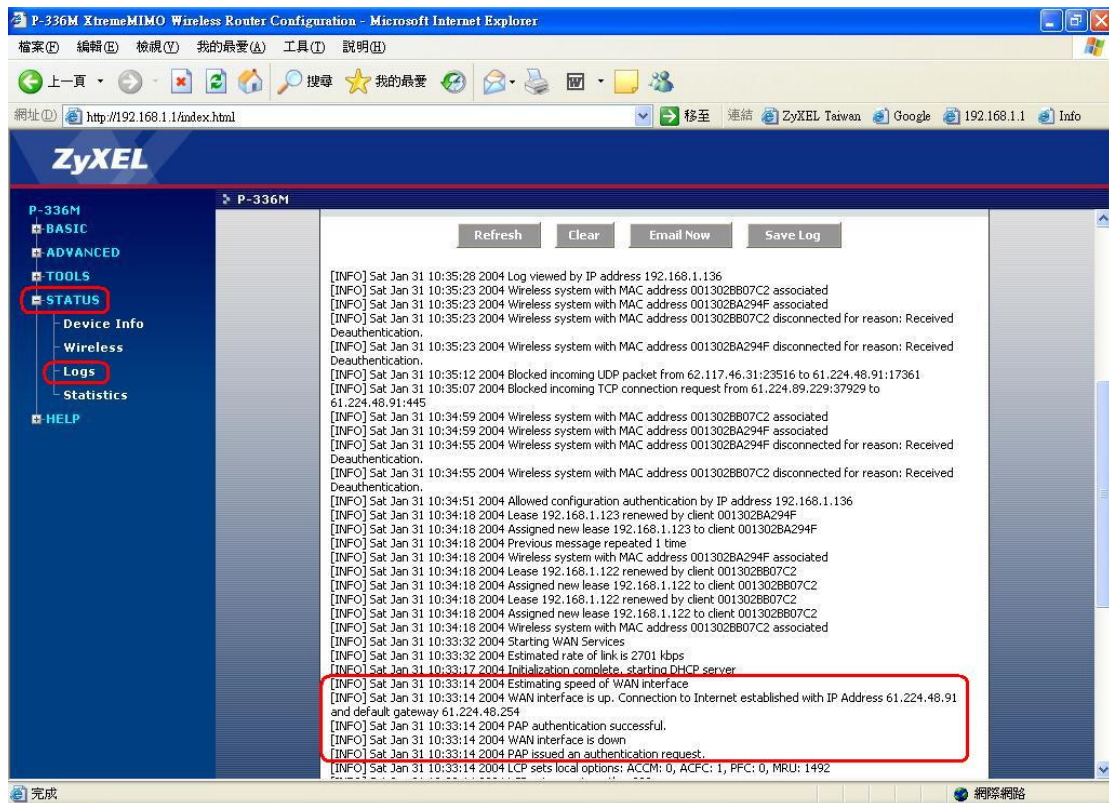 P-336M XtremeMIMO Wireless Router Configuration - Microsoft Internet Explorer
檔案(F) 編輯(E) 檢視(V) 我的最愛(A) 工具(T) 說明(H)
上一頁 搜尋 我的最愛
網址(D) http://192.168.1.1/index.html 移至 連結 ZyXEL Taiwan Google 192.168.1.1 Info
ZyXEL
P-336M
P-336M
BASIC
ADVANCED
TOOLS
STATUS
Device Info
Wireless
Logs
Statistics
HELP
Refresh Clear Email Now Save Log
[INFO] Sat Jan 31 10:35:28 2004 Log viewed by IP address 192.168.1.136
[INFO] Sat Jan 31 10:35:23 2004 Wireless system with MAC address 001302BB07C2 associated
[INFO] Sat Jan 31 10:35:23 2004 Wireless system with MAC address 001302BA294F associated
[INFO] Sat Jan 31 10:35:23 2004 Wireless system with MAC address 001302BB07C2 disconnected for reason: Received
Deauthentication.
[INFO] Sat Jan 31 10:35:23 2004 Wireless system with MAC address 001302BA294F disconnected for reason: Received
Deauthentication.
[INFO] Sat Jan 31 10:35:12 2004 Blocked incoming UDP packet from 62.117.46.31:23516 to 61.224.48.91:17361
[INFO] Sat Jan 31 10:35:07 2004 Blocked incoming TCP connection request from 61.224.89.229:37929 to
61.224.48.91:445
[INFO] Sat Jan 31 10:34:59 2004 Wireless system with MAC address 001302BB07C2 associated
[INFO] Sat Jan 31 10:34:59 2004 Wireless system with MAC address 001302BA294F associated
[INFO] Sat Jan 31 10:34:55 2004 Wireless system with MAC address 001302BA294F disconnected for reason: Received
Deauthentication.
[INFO] Sat Jan 31 10:34:55 2004 Wireless system with MAC address 001302BB07C2 disconnected for reason: Received
Deauthentication.
[INFO] Sat Jan 31 10:34:51 2004 Allowed configuration authentication by IP address 192.168.1.136
[INFO] Sat Jan 31 10:34:18 2004 Lease 192.168.1.123 renewed by client 001302BA294F
[INFO] Sat Jan 31 10:34:18 2004 Assigned new lease 192.168.1.123 to client 001302BA294F
[INFO] Sat Jan 31 10:34:18 2004 Previous message repeated 1 time
[INFO] Sat Jan 31 10:34:18 2004 Wireless system with MAC address 001302BA294F associated
[INFO] Sat Jan 31 10:34:18 2004 Lease 192.168.1.122 renewed by client 001302BB07C2
[INFO] Sat Jan 31 10:34:18 2004 Assigned new lease 192.168.1.122 to client 001302BB07C2
[INFO] Sat Jan 31 10:34:18 2004 Lease 192.168.1.122 renewed by client 001302BB07C2
[INFO] Sat Jan 31 10:34:18 2004 Assigned new lease 192.168.1.122 to client 001302BB07C2
[INFO] Sat Jan 31 10:34:18 2004 Wireless system with MAC address 001302BB07C2 associated
[INFO] Sat Jan 31 10:33:32 2004 Starting WAN Services
[INFO] Sat Jan 31 10:33:32 2004 Estimated rate of link is 2701 kbps
[INFO] Sat Jan 31 10:33:17 2004 Initialization complete, starting DHCP server
[INFO] Sat Jan 31 10:33:14 2004 Estimating speed of WAN interface
[INFO] Sat Jan 31 10:33:14 2004 WAN interface is up. Connection to Internet established with IP Address 61.224.48.91
and default gateway 61.224.48.254
[INFO] Sat Jan 31 10:33:14 2004 PAP authentication successful.
[INFO] Sat Jan 31 10:33:14 2004 WAN interface is down
[INFO] Sat Jan 31 10:33:14 2004 PAP issued an authentication request.
[INFO] Sat Jan 31 10:33:14 2004 LCP sets local options: ACCM: 0, ACFC: 1, PFC: 0, MRU: 1492
完成 網際網路